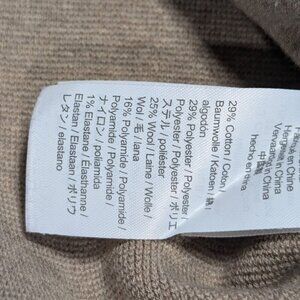 29% Cotton / Coton /
Baumwolle / Katoen / 綿 /
algodón
29% Polyester / Polyester /
Polyester / Polyester / ポリエ
ステル / poliéster
25% Wool / Laine / Wolle /
Wol / 毛 / lana
16% Polyamide / Polyamide /
Polyamide / Polyamide /
ナイロン / poliamida
1% Elastane / Élasthanne /
Elastan / Elastaan / ポリウ
レタン / elastano
en Chine
Hergestellt in China
Vervaardigd in China
中国製
hecho en china